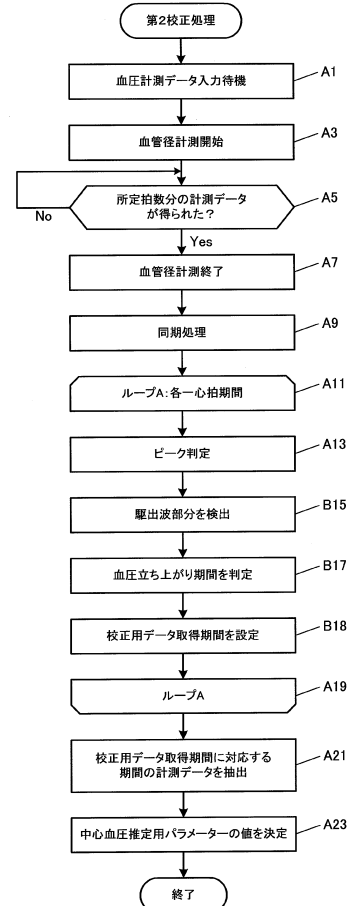 第2校正処理
血圧計測データ入力待機
A1
血管径計測開始
A3
所定拍数分の計測データ
が得られた?
A5
No
Yes
血管径計測終了
A7
同期処理
A9
ループA:各一心拍期間
A11
ピーク判定
A13
駆出波部分を検出
B15
血圧立ち上がり期間を判定
B17
校正用データ取得期間を設定
B18
ループA
A19
校正用データ取得期間に対応する
期間の計測データを抽出
A21
中心血圧推定用パラメーターの値を決定
A23
終了